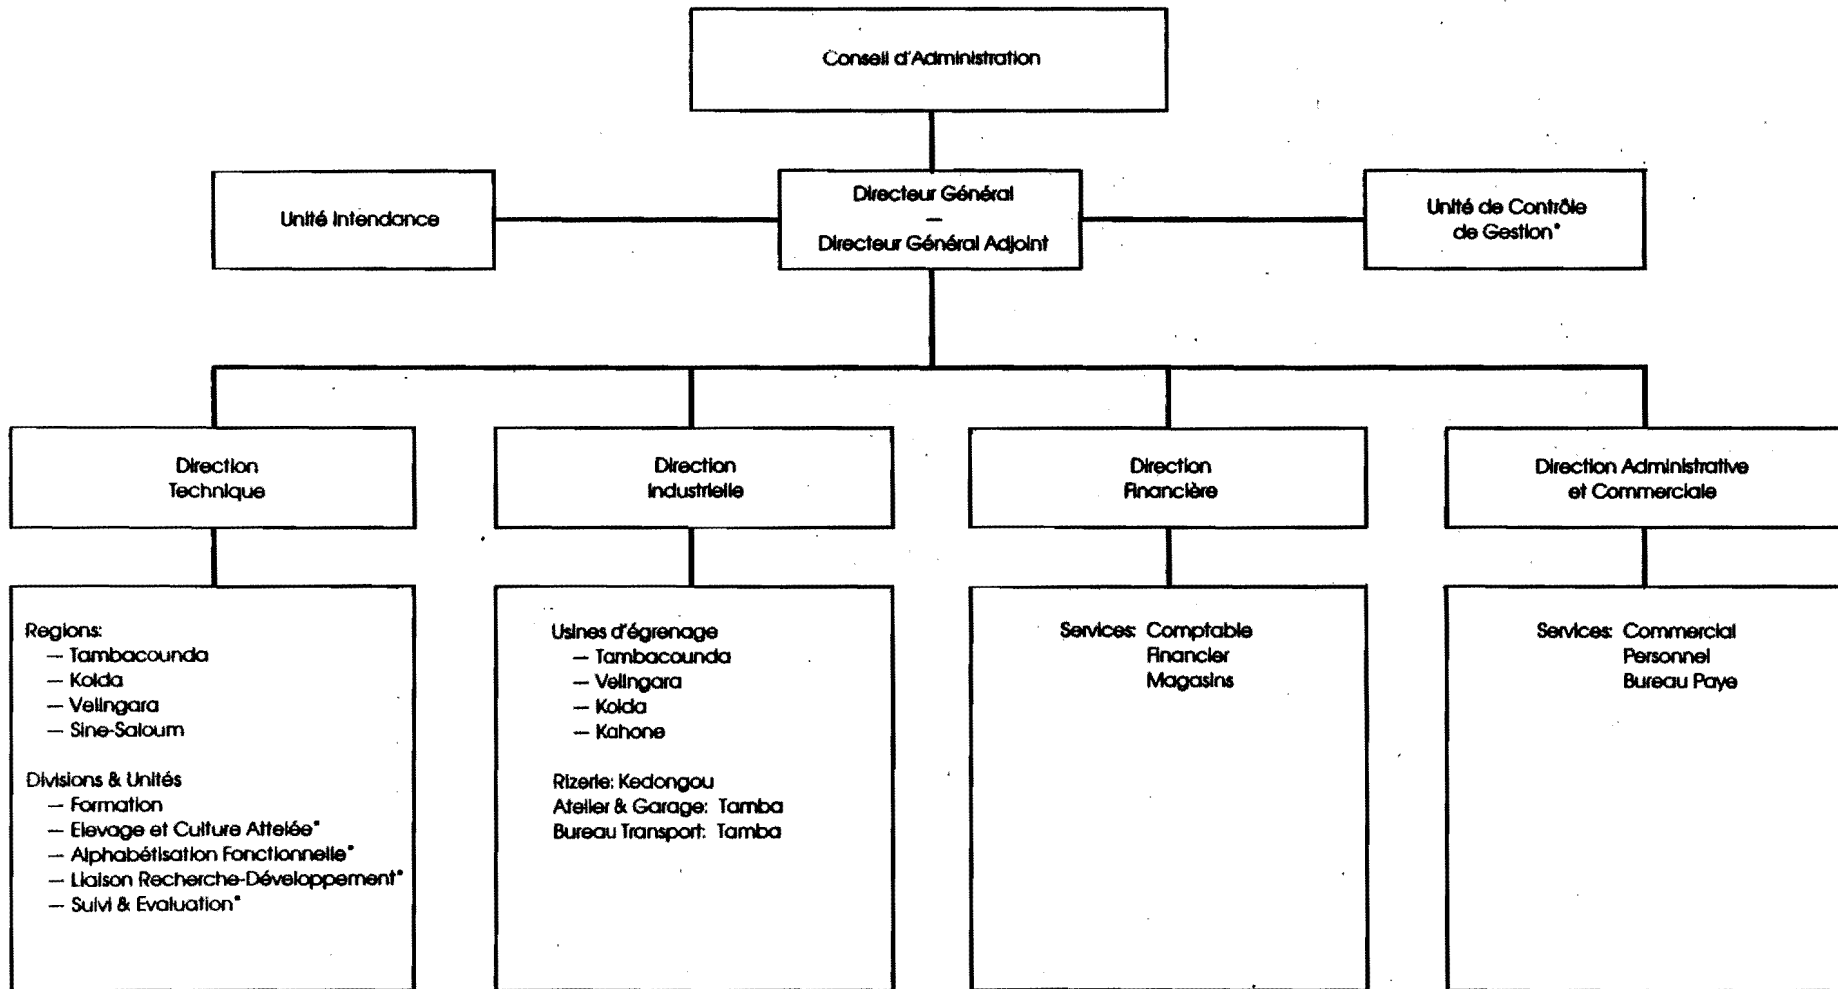 Conseil d'Administration
Unité Intendance
Directeur Général
—
Directeur Général Adjoint
Unité de Contrôle
de Gestion*
Direction
Technique
Direction
Industrielle
Direction
Financière
Direction Administrative
et Commerciale
Regions:
— Tambacounda
— Kolda
— Velingara
— Sine-Saloum
Divisions & Unités
— Formation
— Elevage et Culture Attelée*
— Alphabétisation Fonctionnelle*
— Liaison Recherche-Développement*
— Suivi & Evaluation*
Usines d'égrenage
— Tambacounda
— Velingara
— Kolda
— Kahone
Rizerie: Kedongou
Atelier & Garage: Tamba
Bureau Transport: Tamba
Services: Comptable
Financier
Magasins
Services: Commercial
Personnel
Bureau Paye